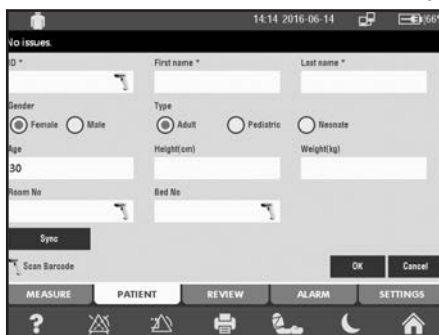 14:14 2016-06-14 66%
No issues.
ID * First name * Last name *
Gender Type
Female Male Adult Pediatric Neonate
Age Height(cm) Weight(kg)
30
Room No Bed No
Sync
Scan Barcode OK Cancel
MEASURE PATIENT REVIEW ALARM SETTINGS
?